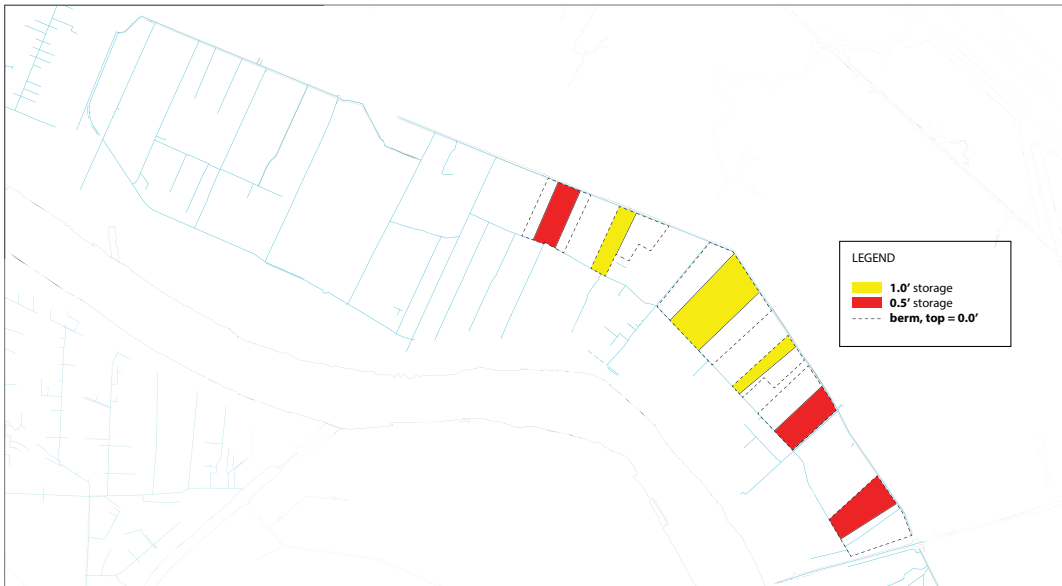 LEGEND
1.0’ storage
0.5’ storage
berm, top = 0.0’